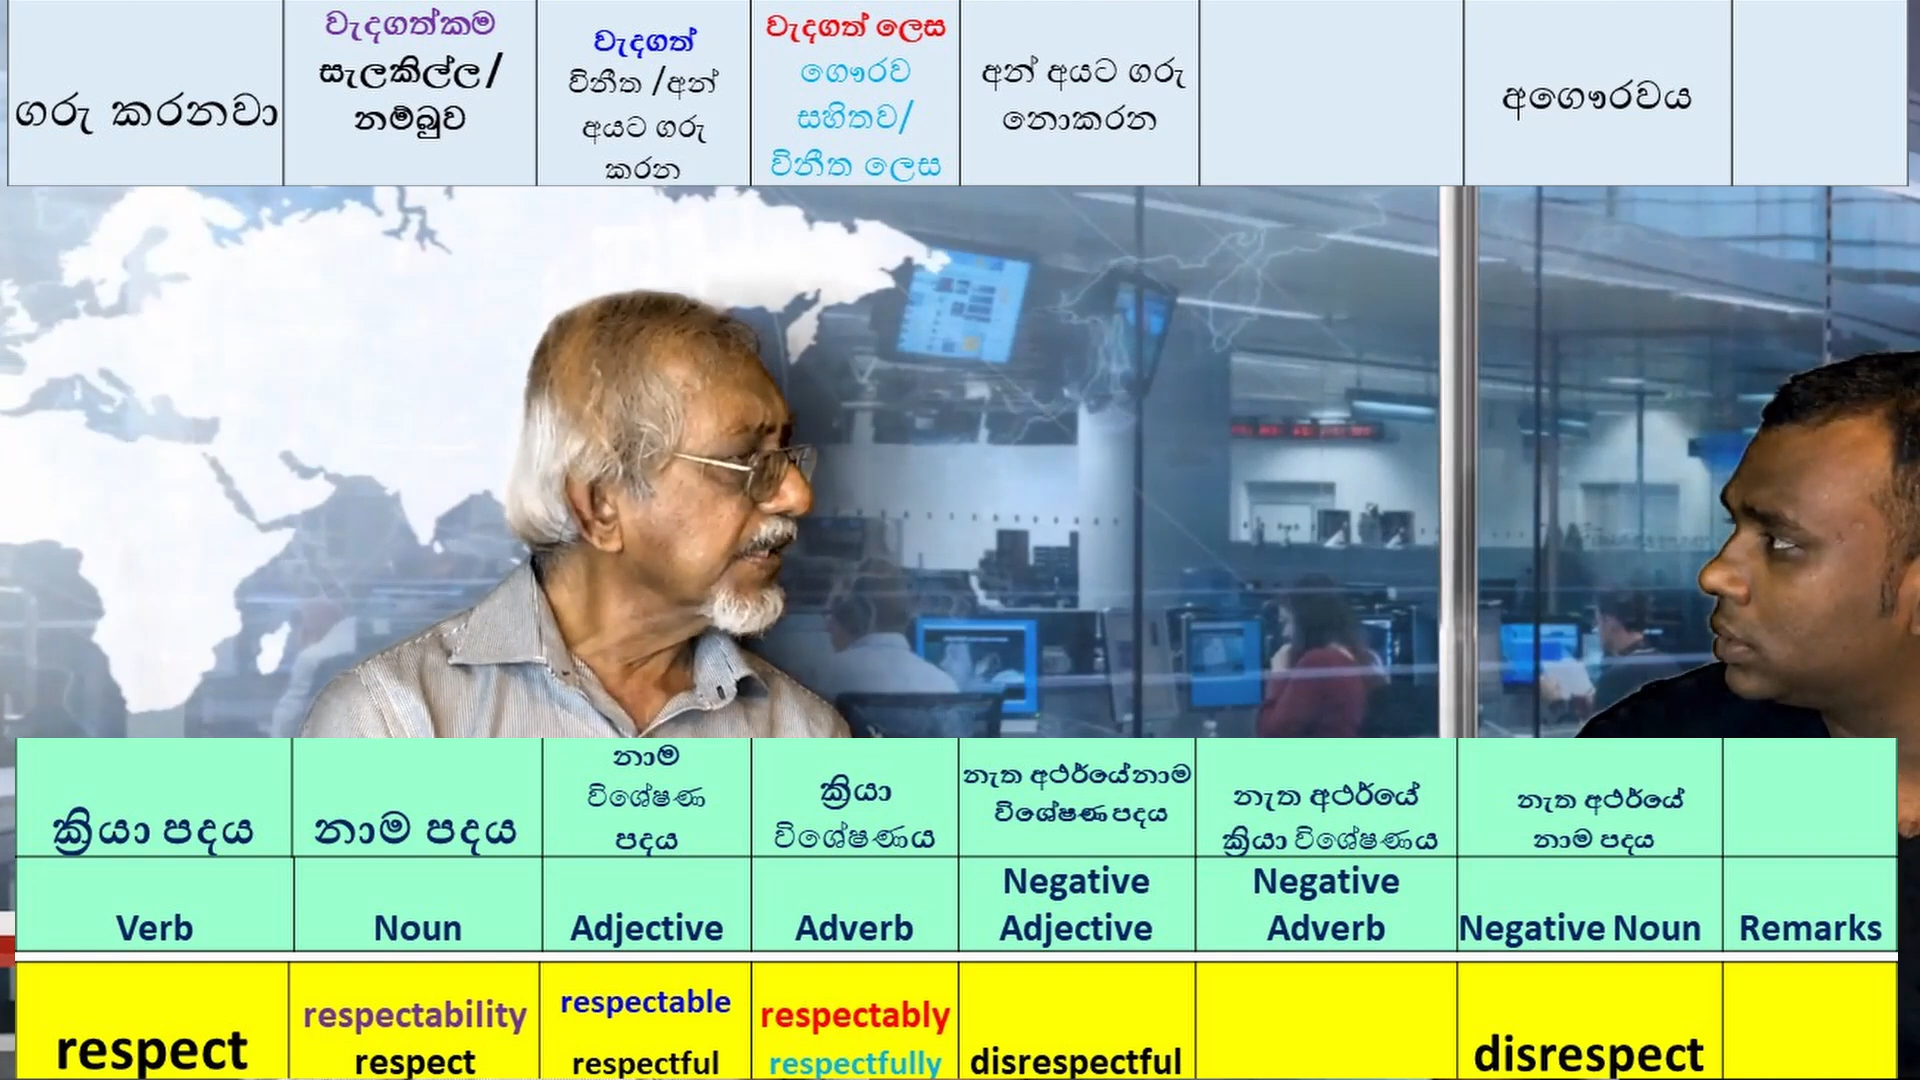 ගරු කරනවා
වැදගත්කම
සැලකිල්ල/
නම්බුව
වැදගත්
විනීත /අන්
අයට ගරු
කරන
වැදගත් ලෙස
ගෞරව
සහිතව/
විනීත ලෙස
අන් අයට ගරු
නොකරන
අගෞරවය
ක්‍රියා පදය
නාම පදය
නාම
විශේෂණ
පදය
ක්‍රියා
විශේෂණය
නැත අර්ථයේනාම
විශේෂණ පදය
නැත අර්ථයේ
ක්‍රියා විශේෂණය
නැත අර්ථයේ
නාම පදය
Verb
Noun
Adjective
Adverb
Negative
Adjective
Negative
Adverb
Negative Noun
Remarks
respect
respectability
respect
respectable
respectful
respectably
respectfully
disrespectful
disrespect